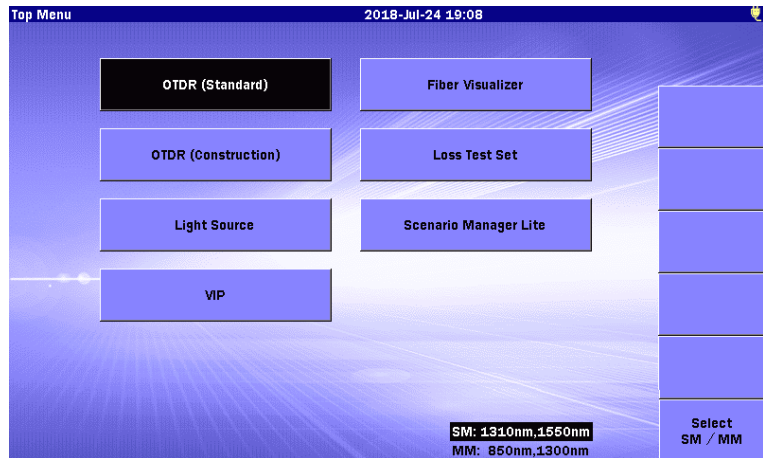 Top Menu 2018-Jul-24 19:08
OTDR (Standard)
Fiber Visualizer
OTDR (Construction)
Loss Test Set
Light Source
Scenario Manager Lite
VIP
SM: 1310nm,1550nm
MM: 850nm,1300nm
Select
SM / MM